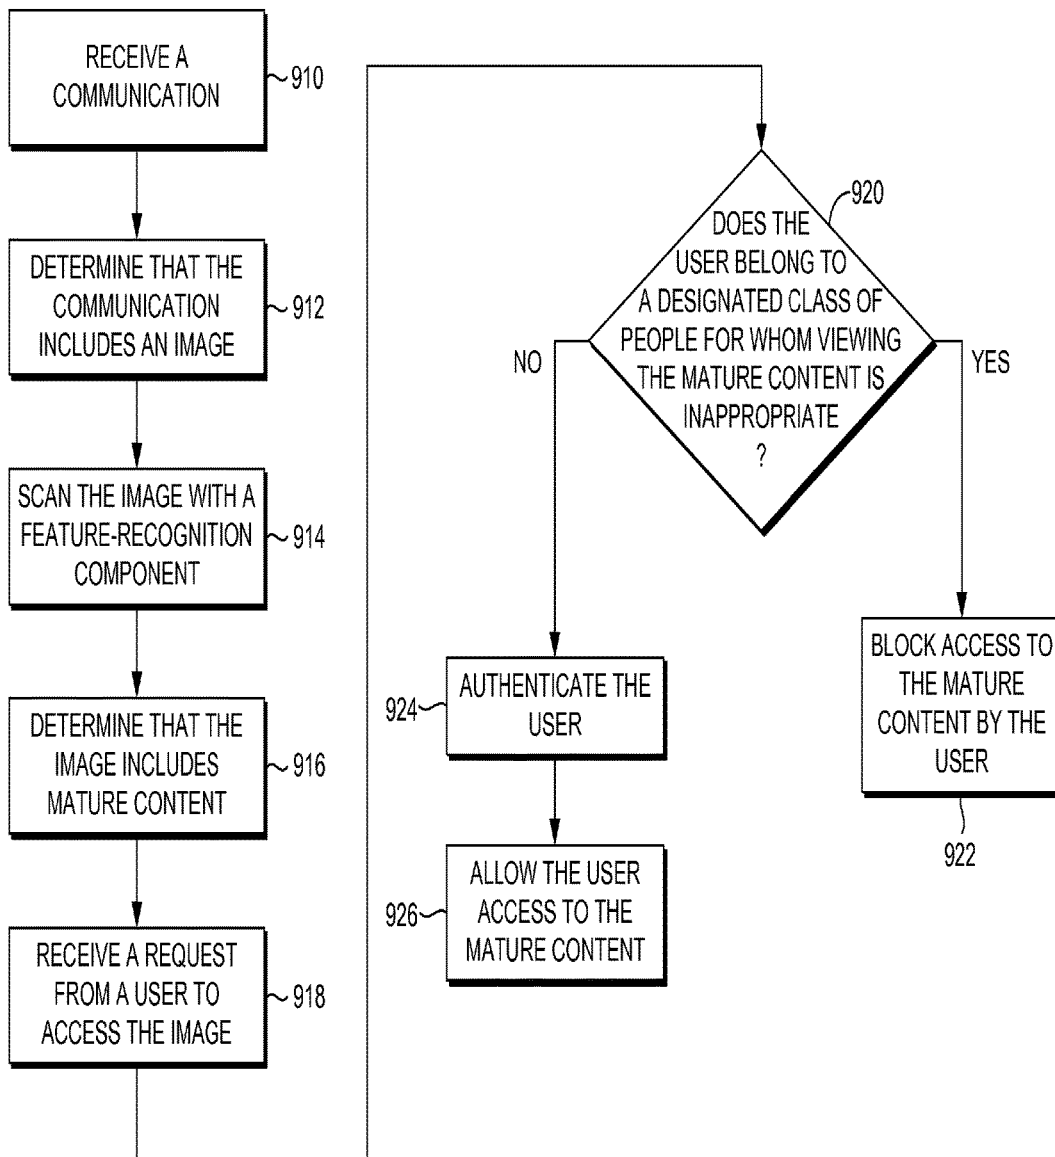 RECEIVE A
COMMUNICATION
910
DETERMINE THAT THE
COMMUNICATION
INCLUDES AN IMAGE
912
SCAN THE IMAGE WITH A
FEATURE-RECOGNITION
COMPONENT
914
DETERMINE THAT THE
IMAGE INCLUDES
MATURE CONTENT
916
RECEIVE A REQUEST
FROM A USER TO
ACCESS THE IMAGE
918
920
DOES THE
USER BELONG TO
A DESIGNATED CLASS OF
PEOPLE FOR WHOM VIEWING
THE MATURE CONTENT IS
INAPPROPRIATE
?
NO
YES
924
AUTHENTICATE THE
USER
926
ALLOW THE USER
ACCESS TO THE
MATURE CONTENT
BLOCK ACCESS TO
THE MATURE
CONTENT BY THE
USER
922